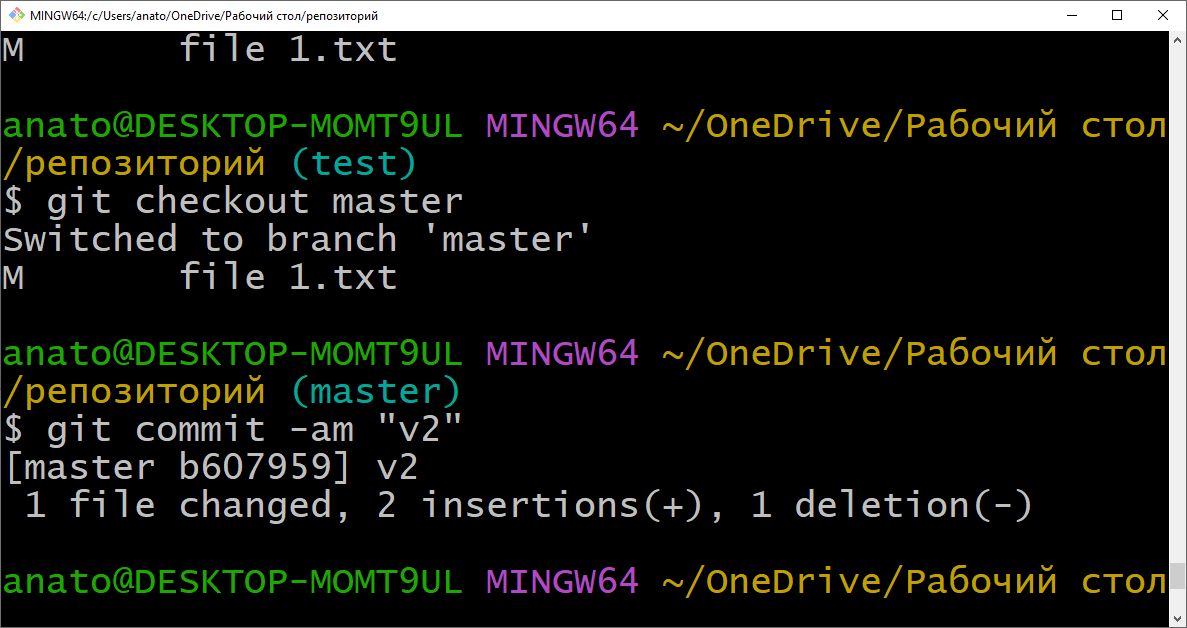 MINGW64:/c/Users/anato/OneDrive/Рабочий стол/репозиторий
M       file 1.txt
anato@DESKTOP-MOMT9UL MINGW64 ~/OneDrive/Рабочий стол
/репозиторий (test)
$ git checkout master
Switched to branch 'master'
M       file 1.txt
anato@DESKTOP-MOMT9UL MINGW64 ~/OneDrive/Рабочий стол
/репозиторий (master)
$ git commit -am "v2"
[master b607959] v2
 1 file changed, 2 insertions(+), 1 deletion(-)
anato@DESKTOP-MOMT9UL MINGW64 ~/OneDrive/Рабочий стол